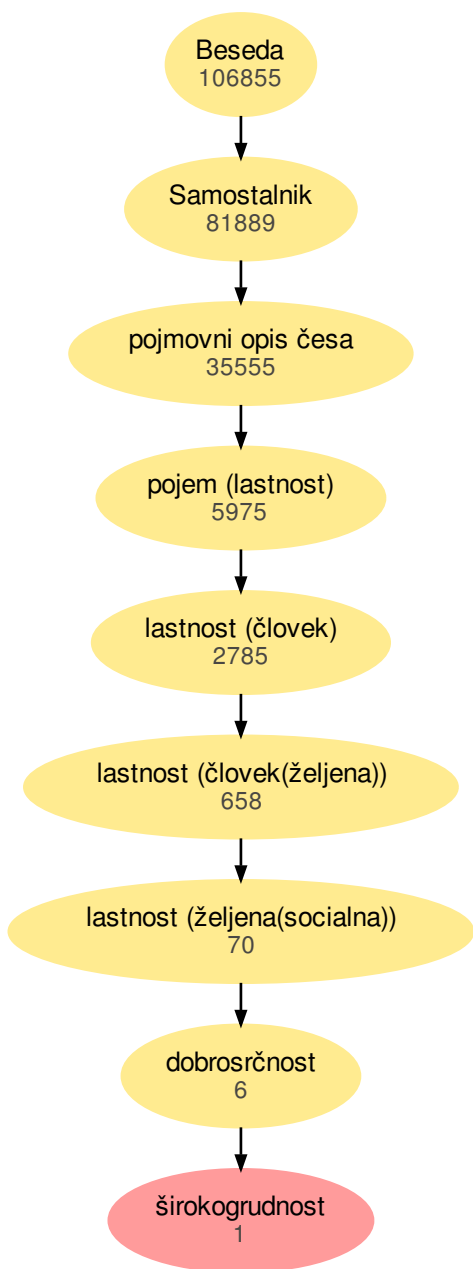 Beseda
106855
Samostalnik
81889
pojmovni opis česa
35555
pojem (lastnost)
5975
lastnost (človek)
2785
lastnost (človek(željena))
658
lastnost (željena(socialna))
70
dobrosrčnost
6
širokogrudnost
1